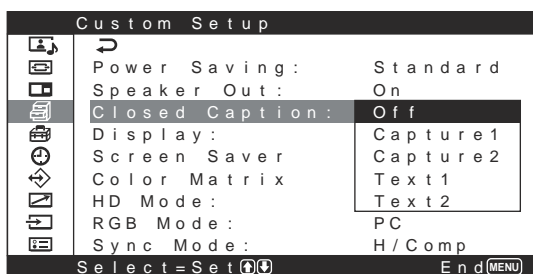 Custom Setup
Power Saving: Standard
Speaker Out: On
Closed Caption: Off
Display: Capture1
Screen Saver Capture2
Color Matrix Text1
HD Mode: Text2
RGB Mode: PC
Sync Mode: H/Comp
Select=Set End MENU